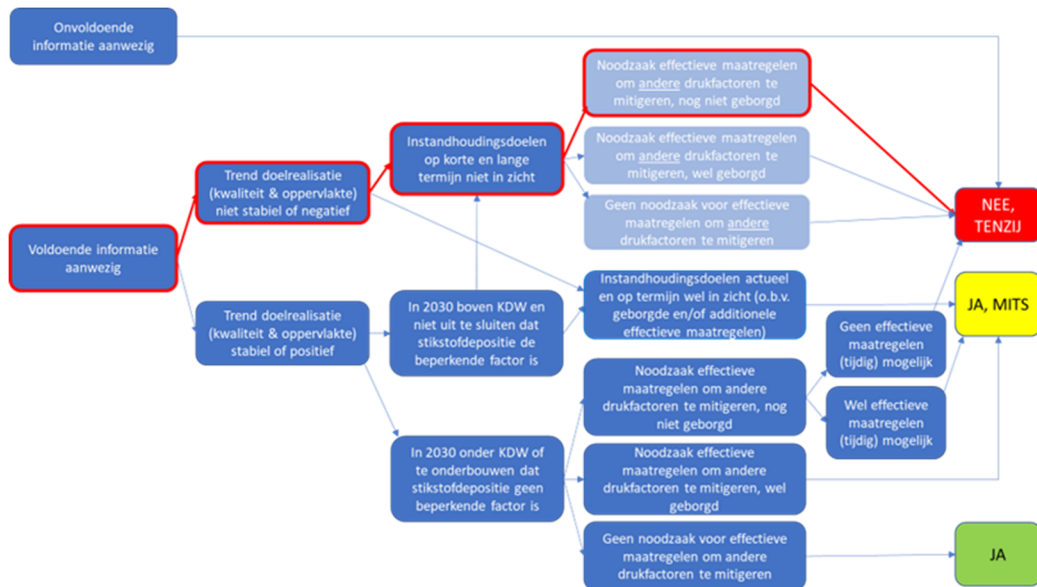 Onvoldoende
informatie aanwezig
Voldoende informatie
aanwezig
Trend doelrealisatie
(kwaliteit & oppervlakte)
niet stabiel of negatief
Trend doelrealisatie
(kwaliteit & oppervlakte)
stabiel of positief
Instandhoudingsdoelen
op korte en lange
termijn niet in zicht
In 2030 boven KDW en
niet uit te sluiten dat
stikstofdepositie de
beperkende factor is
In 2030 onder KDW of
te onderbouwen dat
stikstofdepositie geen
beperkende factor is
Noodzaak effectieve maatregelen
om andere drukfactoren te
mitigeren, nog niet geborgd
Noodzaak effectieve maatregelen
om andere drukfactoren te
mitigeren, wel geborgd
Geen noodzaak voor effectieve
maatregelen om andere
drukfactoren te mitigeren
Instandhoudingsdoelen actueel
en op termijn wel in zicht (o.b.v.
geborgde en/of additionele
effectieve maatregelen)
Noodzaak effectieve
maatregelen om andere
drukfactoren te mitigeren, nog
niet geborgd
Noodzaak effectieve
maatregelen om andere
drukfactoren te mitigeren, wel
geborgd
Geen noodzaak voor effectieve
maatregelen om andere
drukfactoren te mitigeren
Geen effectieve
maatregelen
(tijdig) mogelijk
Wel effectieve
maatregelen
(tijdig) mogelijk
NEE,
TENZIJ
JA, MITS
JA